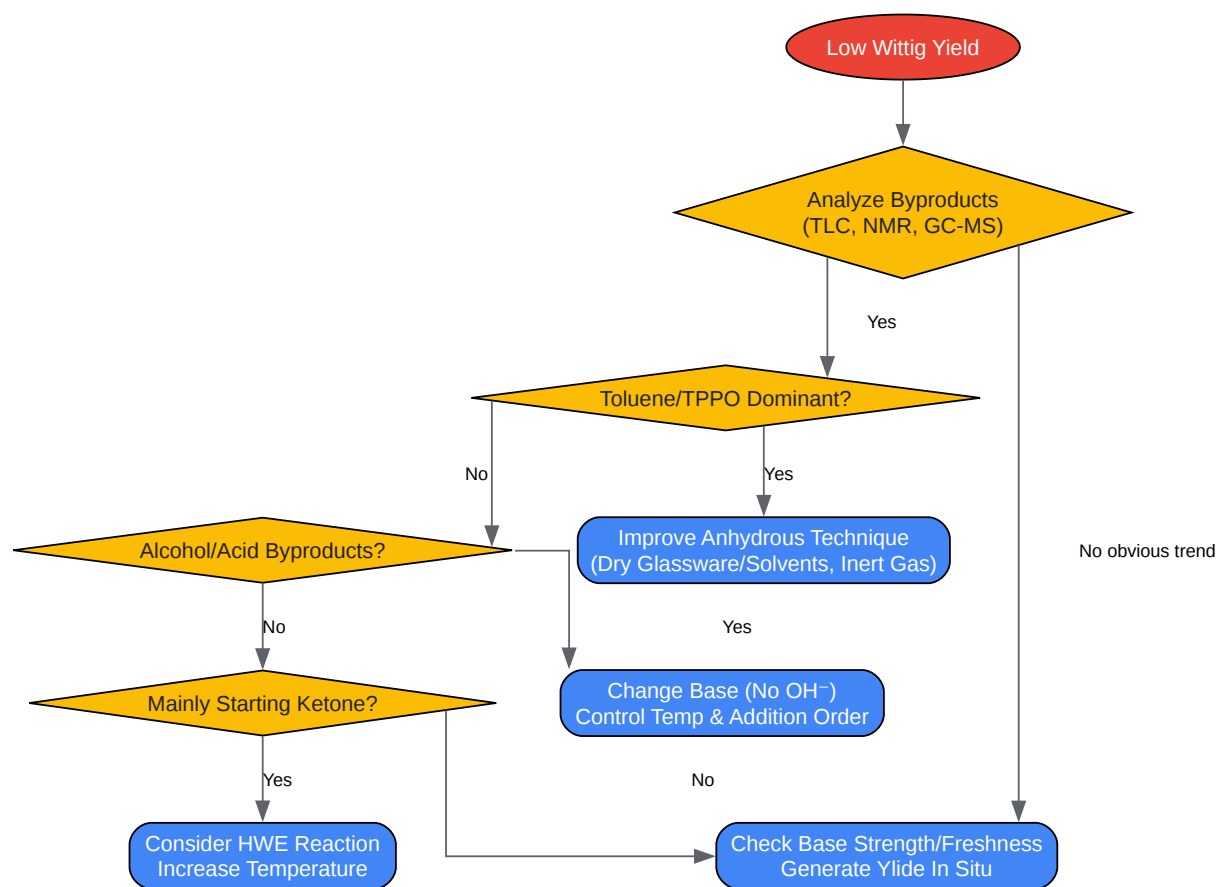 Low Wittig Yield
Analyze Byproducts
(TLC, NMR, GC-MS)
Yes
Toluene/TPPO Dominant?
No
Yes
Improve Anhydrous Technique
(Dry Glassware/Solvents, Inert Gas)
Alcohol/Acid Byproducts?
No obvious trend
No
Yes
Change Base (No OH⁻)
Control Temp & Addition Order
Mainly Starting Ketone?
Yes
No
Consider HWE Reaction
Increase Temperature
Check Base Strength/Freshness
Generate Ylide In Situ